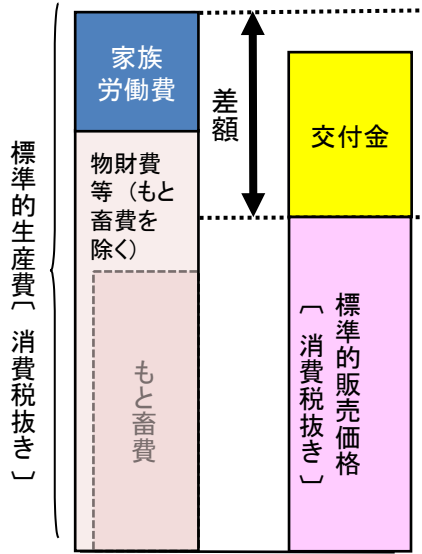 家族
労働費
物財費
等（もと
畜費を
除く）
もと畜費
標準的生産費〔消費税抜き〕
差額
交付金
標準的販売価格
〔消費税抜き〕